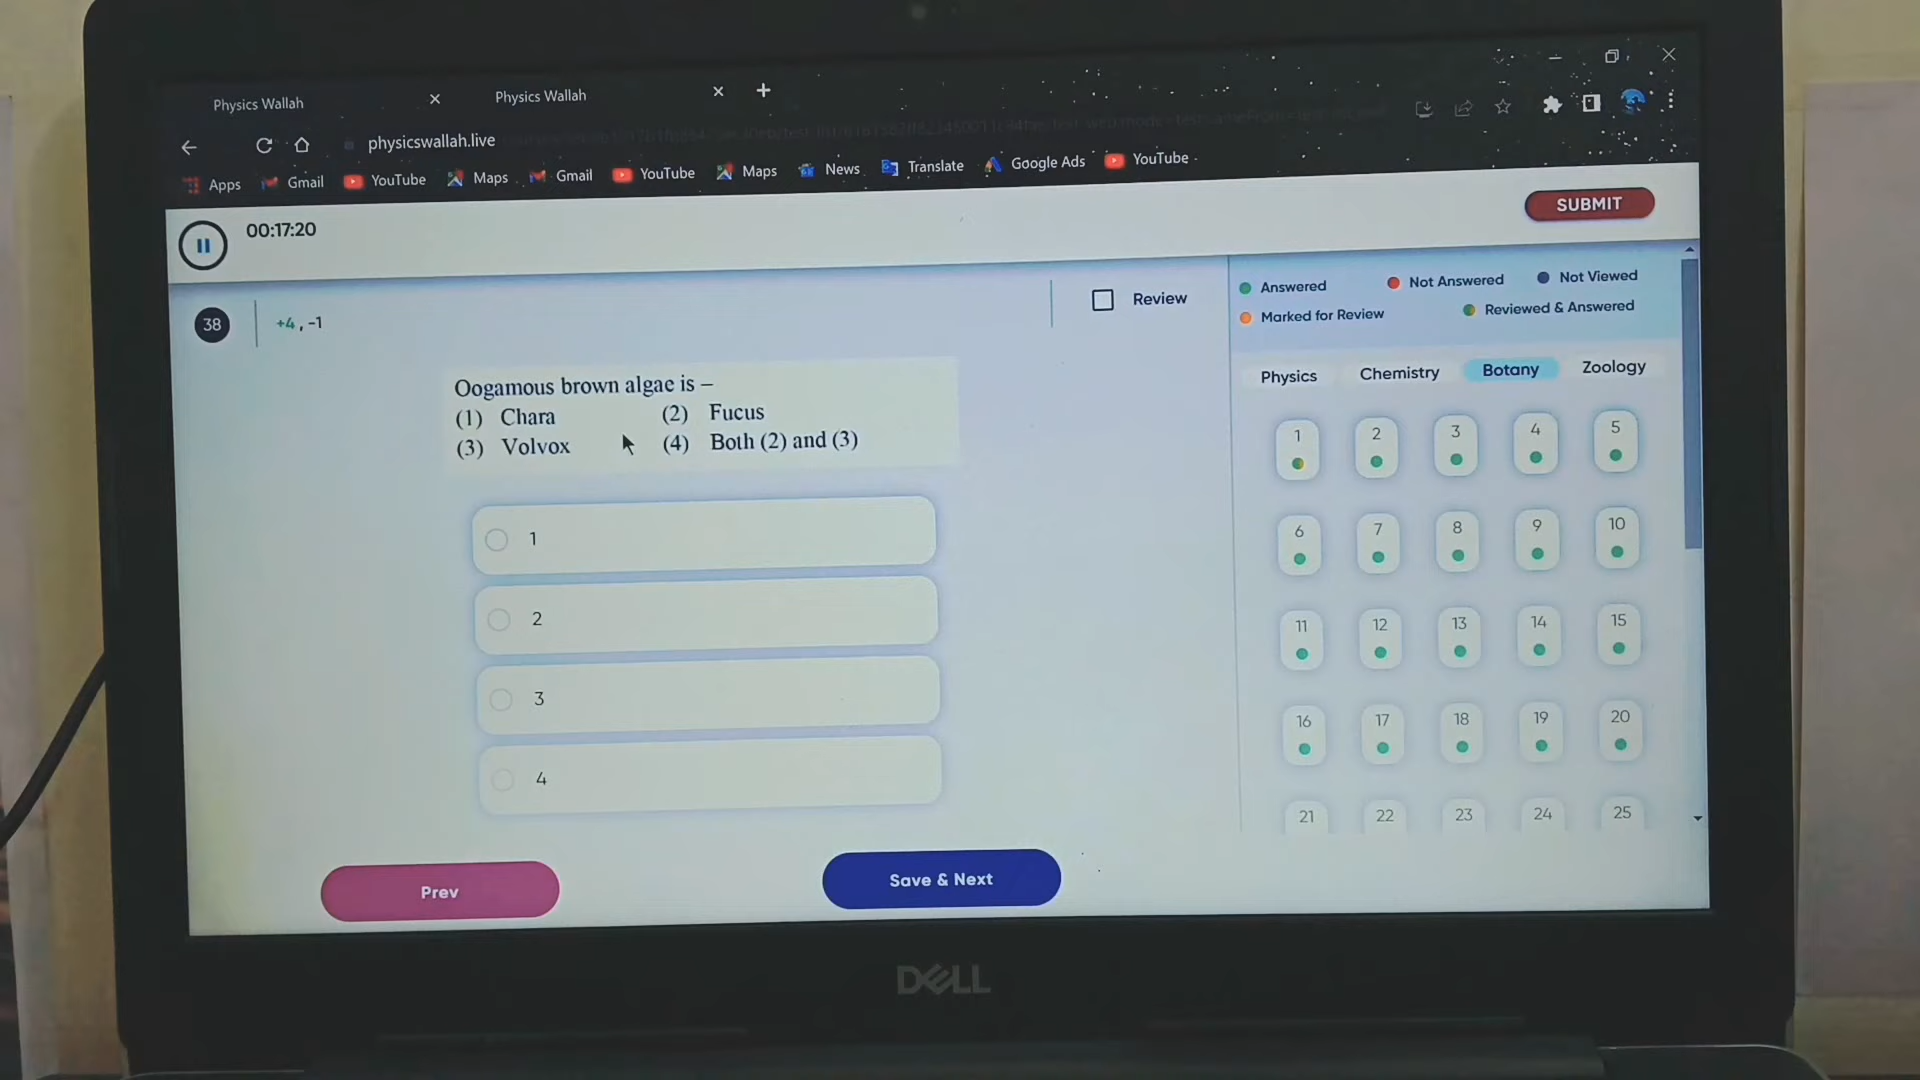 Physics Wallah
Physics Wallah
physicswallah.live
Apps Gmail YouTube Maps Gmail YouTube Maps News Translate Google Ads YouTube
00:17:20
SUBMIT
38 +4 , -1
Review
Answered Not Answered Not Viewed
Marked for Review Reviewed & Answered
Physics Chemistry Botany Zoology
Oogamous brown algae is –
(1) Chara (2) Fucus
(3) Volvox (4) Both (2) and (3)
1
2
3
4
1 2 3 4 5
6 7 8 9 10
11 12 13 14 15
16 17 18 19 20
21 22 23 24 25
Prev
Save & Next
DELL